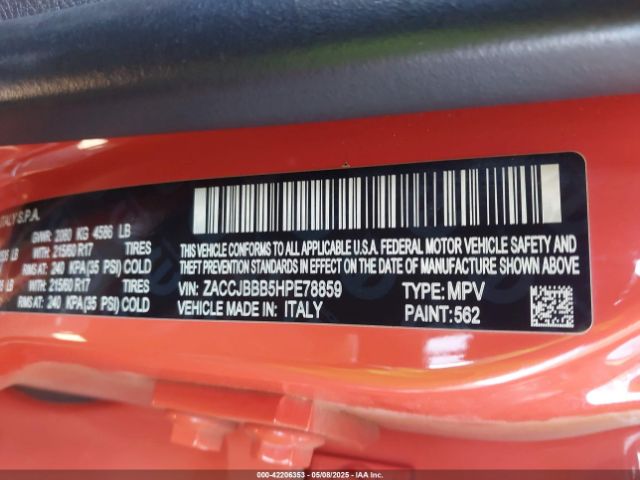 ITALY S.P.A.
GVWR: 2080 KG 4586 LB
WITH: 215/60 R17 TIRES
RIMS AT: 240 KPA(35 PSI) COLD
WITH: 215/60 R17 TIRES
RIMS AT: 240 KPA(35 PSI) COLD
THIS VEHICLE CONFORMS TO ALL APPLICABLE U.S.A. FEDERAL MOTOR VEHICLE SAFETY AND
THEFT PREVENTION STANDARDS IN EFFECT ON THE DATE OF MANUFACTURE SHOWN ABOVE
VIN: ZACCJBBB5HPE78859 TYPE: MPV
VEHICLE MADE IN: ITALY PAINT: 562
000-42206353 - 05/08/2025 - IAAI Inc.